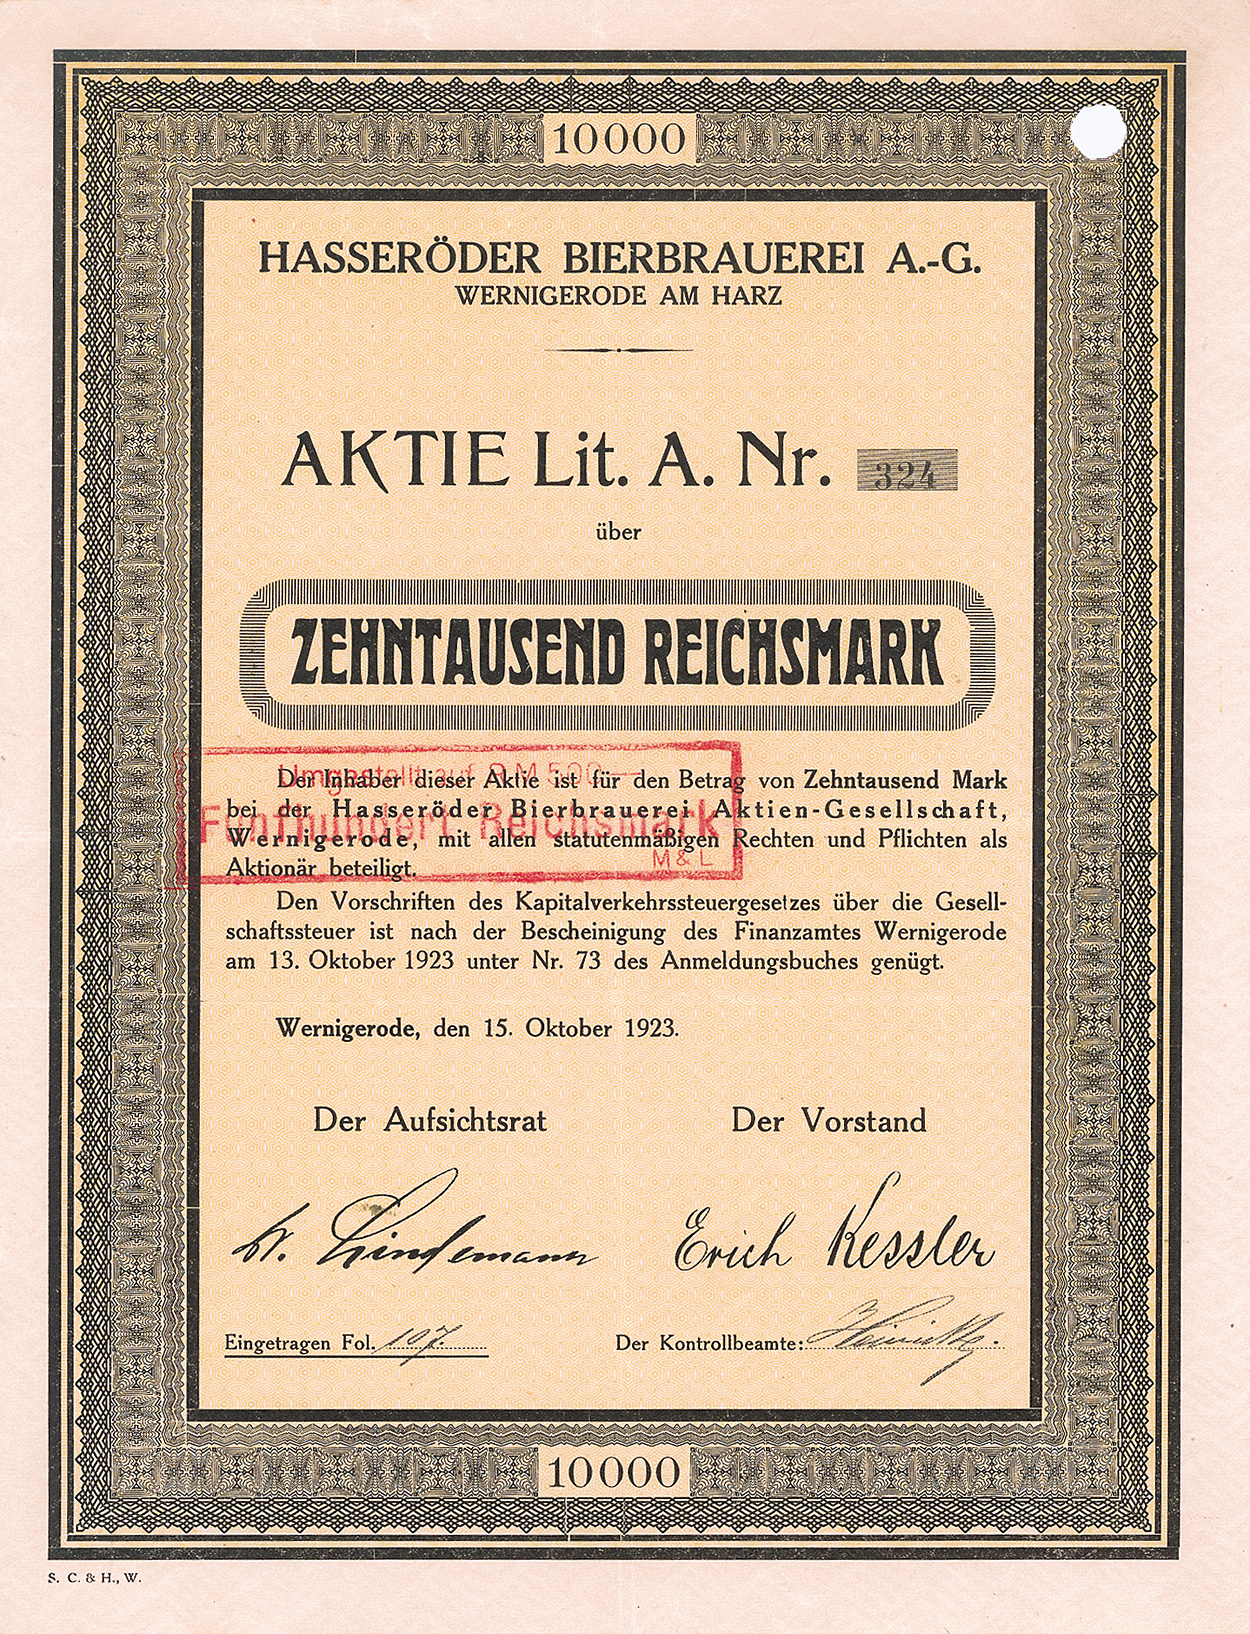 10000
HASSERÖDER BIERBRAUEREI A.-G.
WERNIGERODE AM HARZ
AKTIE Lit. A. Nr. 324
über
ZEHNTAUSEND REICHSMARK
Umgestellt auf RM 500.—
Fünfhundert Reichsmark
M & L
Der Inhaber dieser Aktie ist für den Betrag von Zehntausend Mark
bei der Hasseröder Bierbrauerei Aktien-Gesellschaft,
Wernigerode, mit allen statutenmäßigen Rechten und Pflichten als
Aktionär beteiligt.
Den Vorschriften des Kapitalverkehrssteuergesetzes über die Gesell-
schaftssteuer ist nach der Bescheinigung des Finanzamtes Wernigerode
am 13. Oktober 1923 unter Nr. 73 des Anmeldungsbuches genügt.
Wernigerode, den 15. Oktober 1923.
Der Aufsichtsrat Der Vorstand
W. Lindemann Erich Kessler
Eingetragen Fol. 107. Der Kontrollbeamte:
10000
S. C. & H., W.